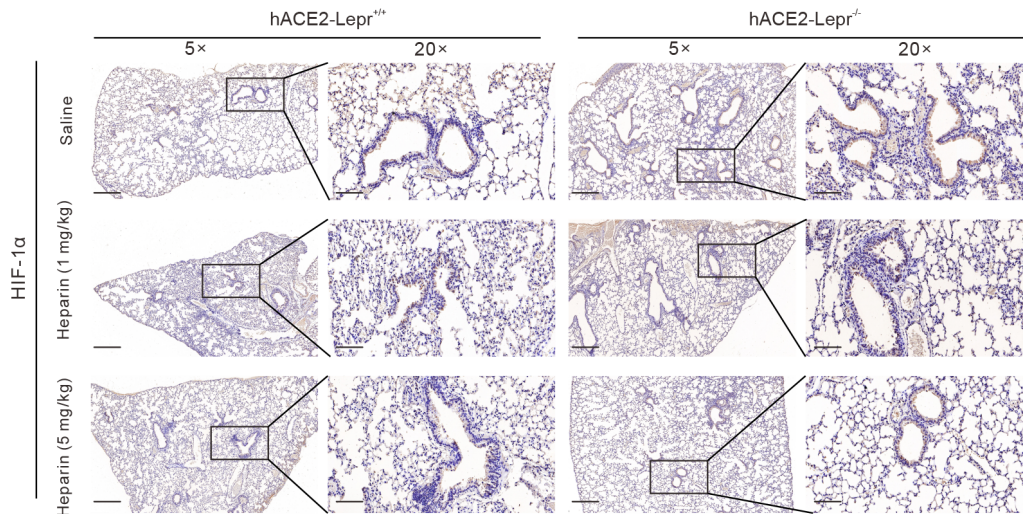 hACE2-Lepr⁺/⁺ hACE2-Lepr⁻/⁻
5× 20× 5× 20×
HIF-1α
Saline
Heparin (1 mg/kg)
Heparin (5 mg/kg)